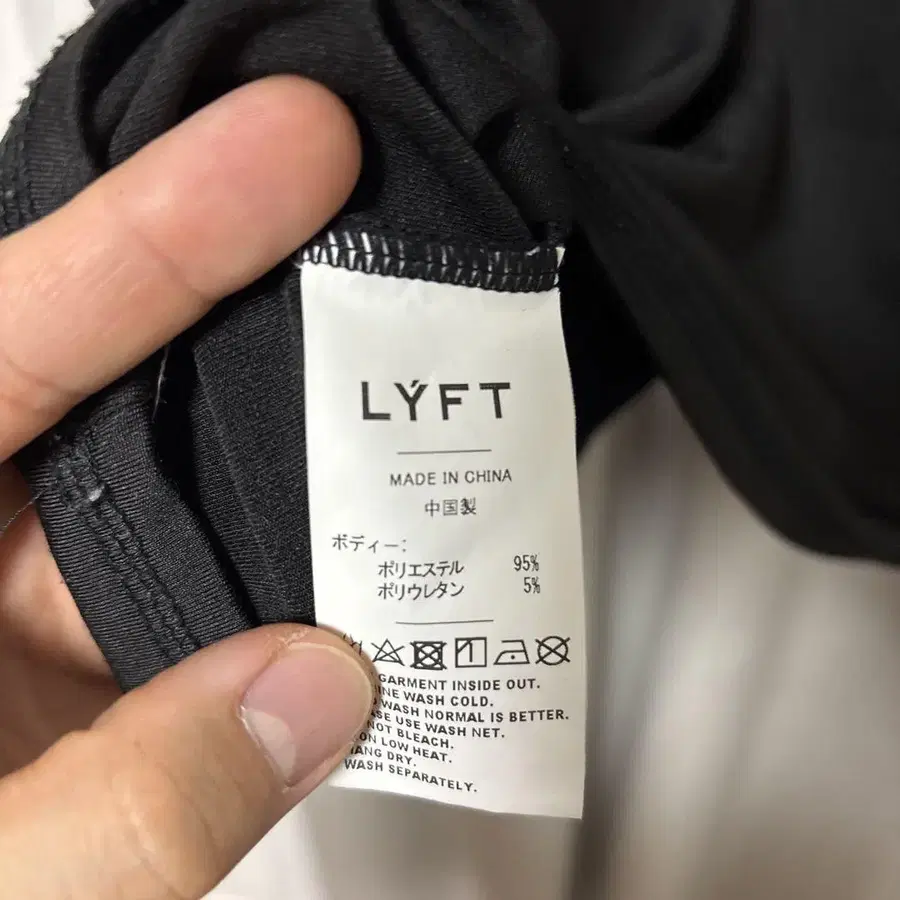 LÝFT
MADE IN CHINA
中国製
ボディー:
ポリエステル 95%
ポリウレタン 5%
GARMENT INSIDE OUT.
WASH COLD.
WASH NORMAL IS BETTER.
USE WASH NET.
NOT BLEACH.
ON LOW HEAT.
HANG DRY.
WASH SEPARATELY.